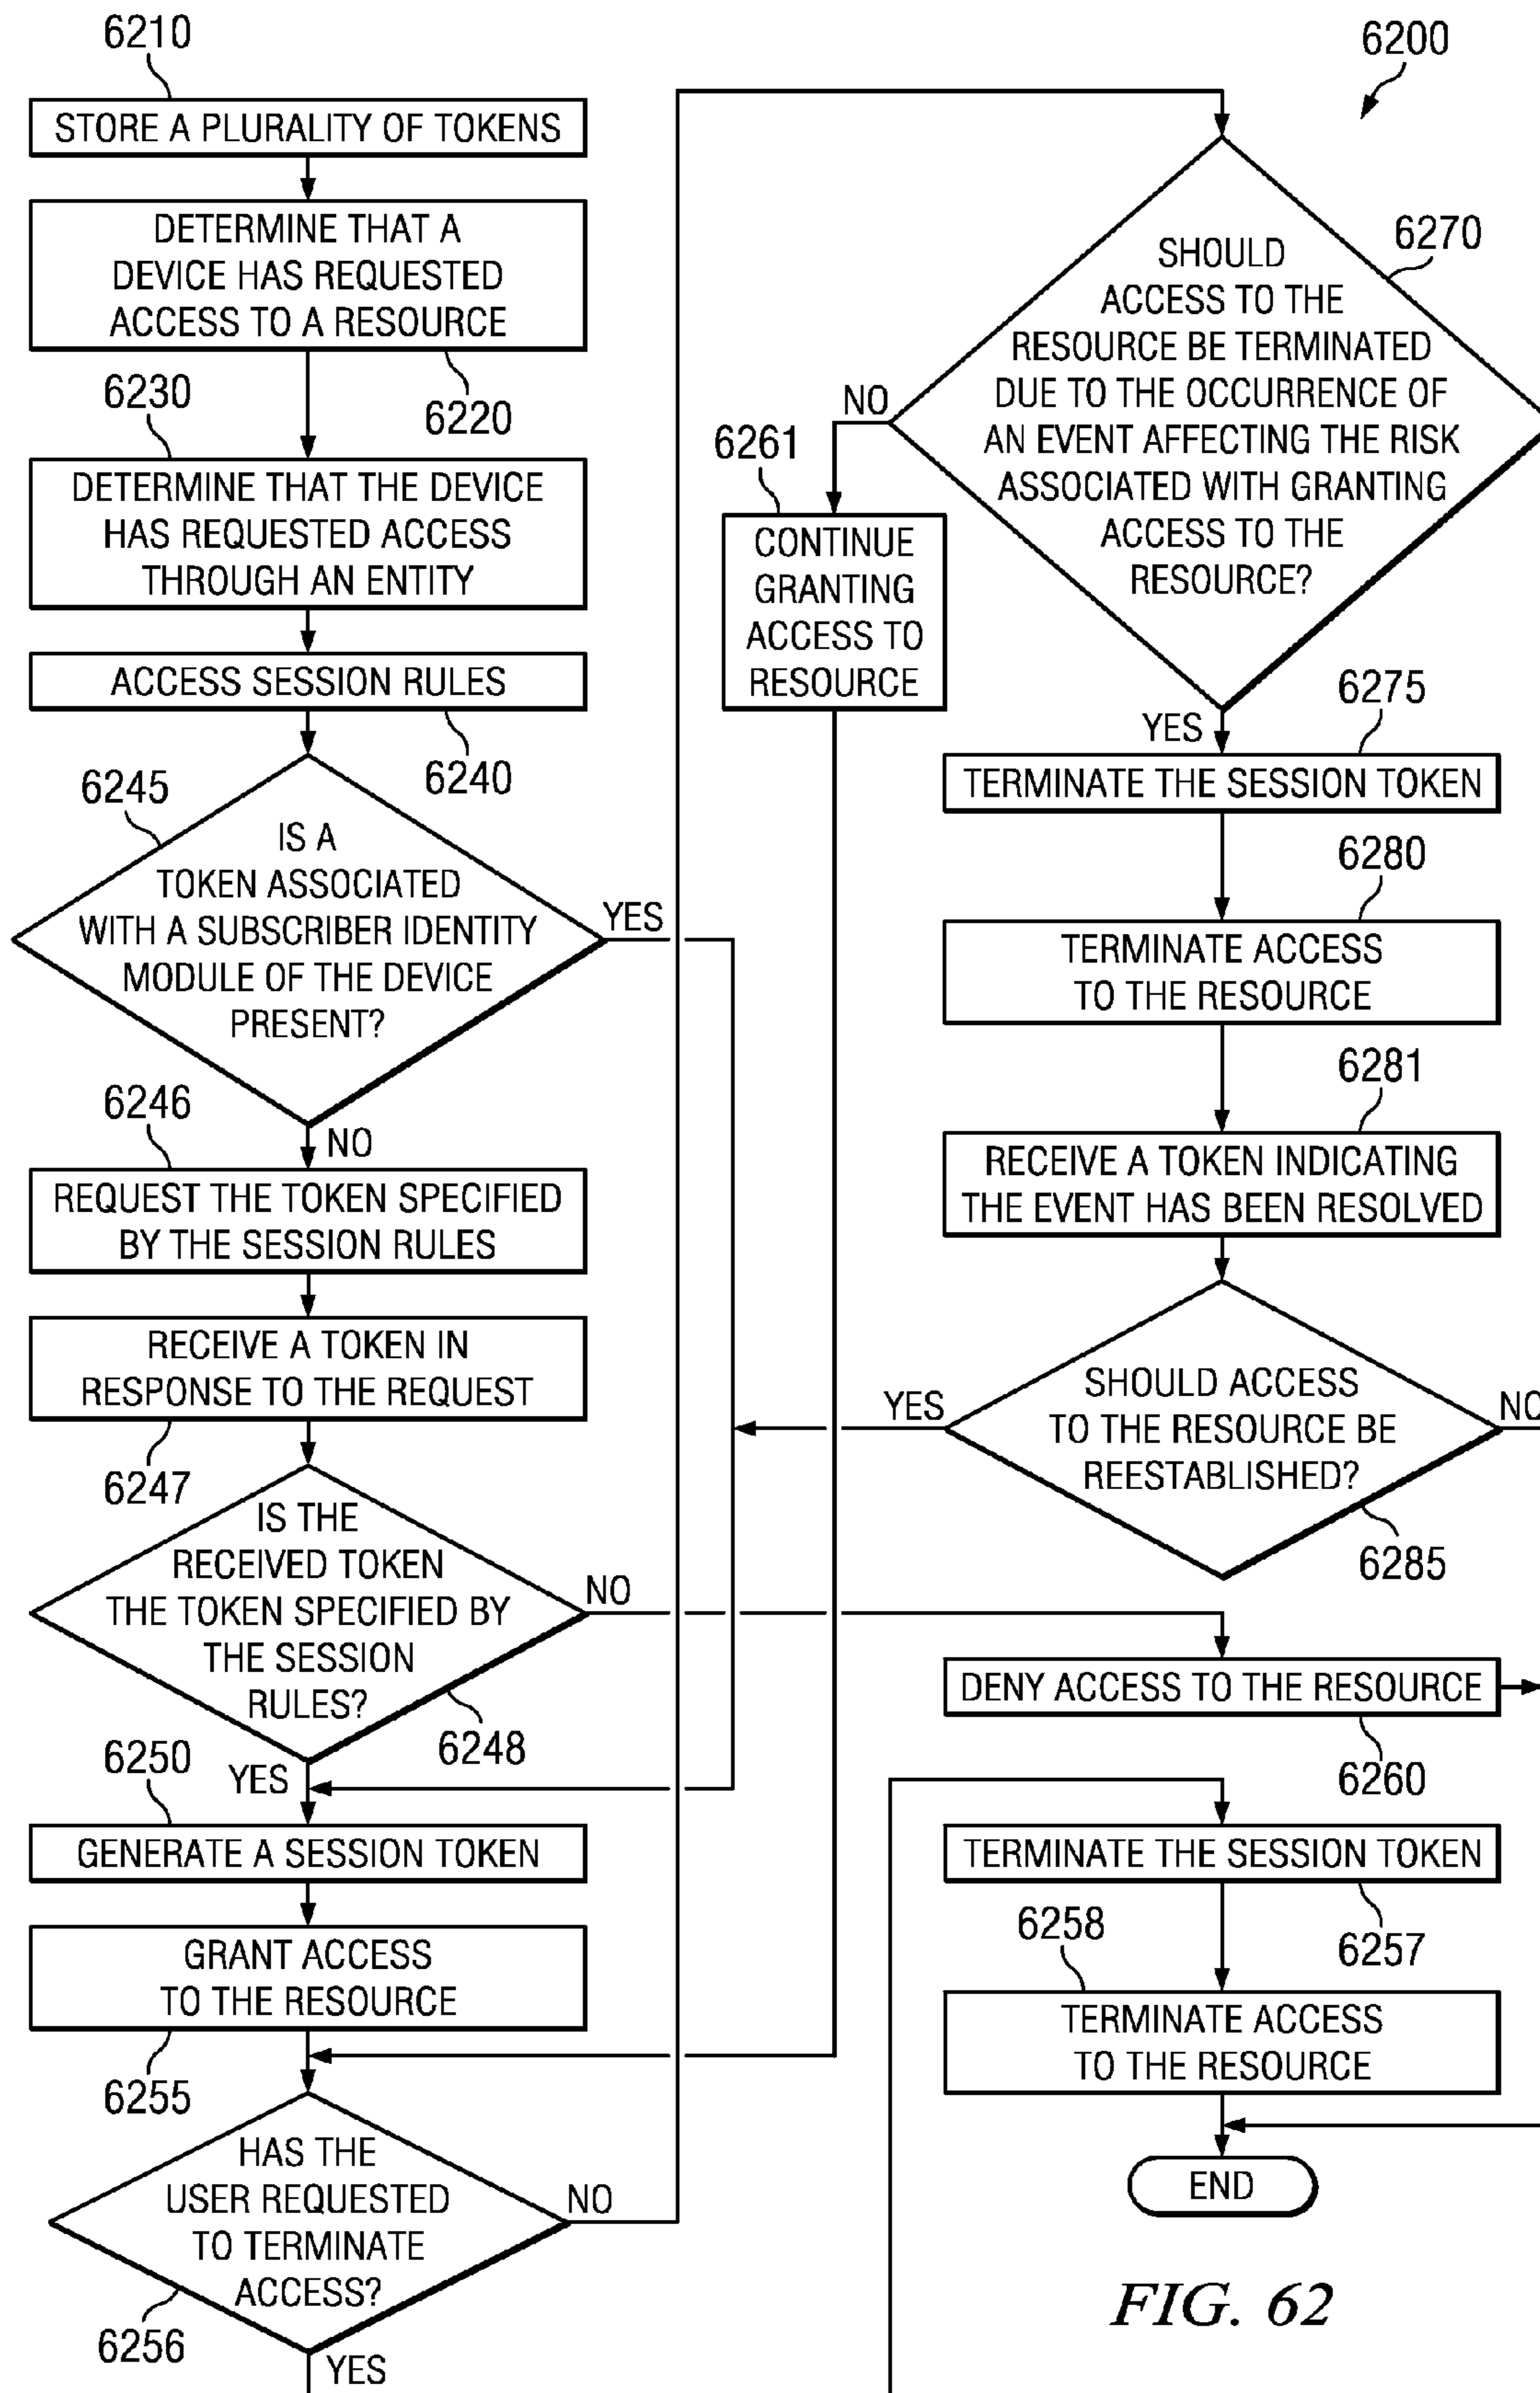 6210
STORE A PLURALITY OF TOKENS
DETERMINE THAT A
DEVICE HAS REQUESTED
ACCESS TO A RESOURCE
6220
6230
DETERMINE THAT THE DEVICE
HAS REQUESTED ACCESS
THROUGH AN ENTITY
ACCESS SESSION RULES
6240
6245
IS A
TOKEN ASSOCIATED
WITH A SUBSCRIBER IDENTITY
MODULE OF THE DEVICE
PRESENT?
YES
NO
6246
REQUEST THE TOKEN SPECIFIED
BY THE SESSION RULES
RECEIVE A TOKEN IN
RESPONSE TO THE REQUEST
6247
IS THE
RECEIVED TOKEN
THE TOKEN SPECIFIED BY
THE SESSION
RULES?
NO
6248
YES
6250
GENERATE A SESSION TOKEN
GRANT ACCESS
TO THE RESOURCE
6255
HAS THE
USER REQUESTED
TO TERMINATE
ACCESS?
NO
6256
YES
6200
6270
SHOULD
ACCESS TO THE
RESOURCE BE TERMINATED
DUE TO THE OCCURRENCE OF
AN EVENT AFFECTING THE RISK
ASSOCIATED WITH GRANTING
ACCESS TO THE
RESOURCE?
NO
6261
CONTINUE
GRANTING
ACCESS TO
RESOURCE
YES
6275
TERMINATE THE SESSION TOKEN
6280
TERMINATE ACCESS
TO THE RESOURCE
6281
RECEIVE A TOKEN INDICATING
THE EVENT HAS BEEN RESOLVED
SHOULD ACCESS
TO THE RESOURCE BE
REESTABLISHED?
YES
NO
6285
DENY ACCESS TO THE RESOURCE
6260
TERMINATE THE SESSION TOKEN
6257
6258
TERMINATE ACCESS
TO THE RESOURCE
END
FIG. 62